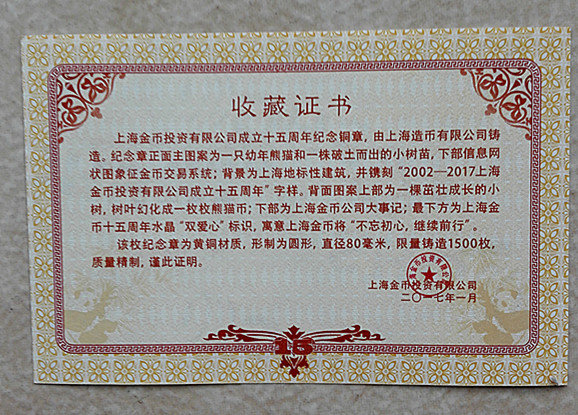 收藏证书
上海金币投资有限公司成立十五周年纪念铜章，由上海造币有限公司铸
造。纪念章正面主图案为一只幼年熊猫和一株破土而出的小树苗，下部信息网
状图象征金币交易系统；背景为上海地标性建筑，并镌刻“2002—2017上海
金币投资有限公司成立十五周年”字样。背面图案上部为一棵茁壮成长的小
树，树叶幻化成一枚枚熊猫币；下部为上海金币公司大事记；最下方为上海金
币十五周年水晶“双爱心”标识，寓意上海金币将“不忘初心，继续前行”。
该枚纪念章为黄铜材质，形制为圆形，直径80毫米，限量铸造1500枚，
质量精制，谨此证明。
上海金币投资有限公司
上海金币投资有限公司
二〇一七年一月
15